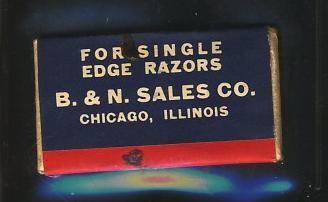 FOR SINGLE
EDGE RAZORS
B. & N. SALES CO.
CHICAGO, ILLINOIS